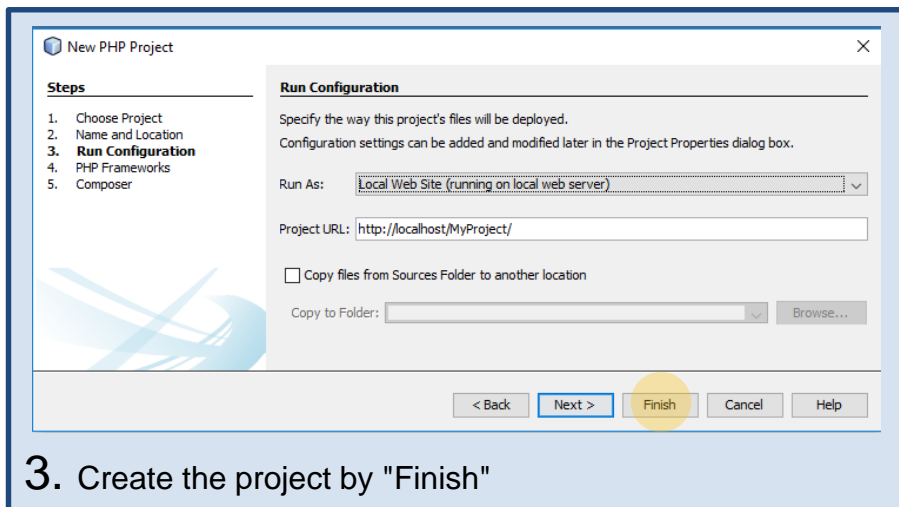 New PHP Project
Steps
1. Choose Project
2. Name and Location
3. Run Configuration
4. PHP Frameworks
5. Composer
Run Configuration
Specify the way this project's files will be deployed.
Configuration settings can be added and modified later in the Project Properties dialog box.
Run As: Local Web Site (running on local web server)
Project URL: http://localhost/MyProject/
Copy files from Sources Folder to another location
Copy to Folder: Browse...
< Back Next > Finish Cancel Help
3. Create the project by "Finish"